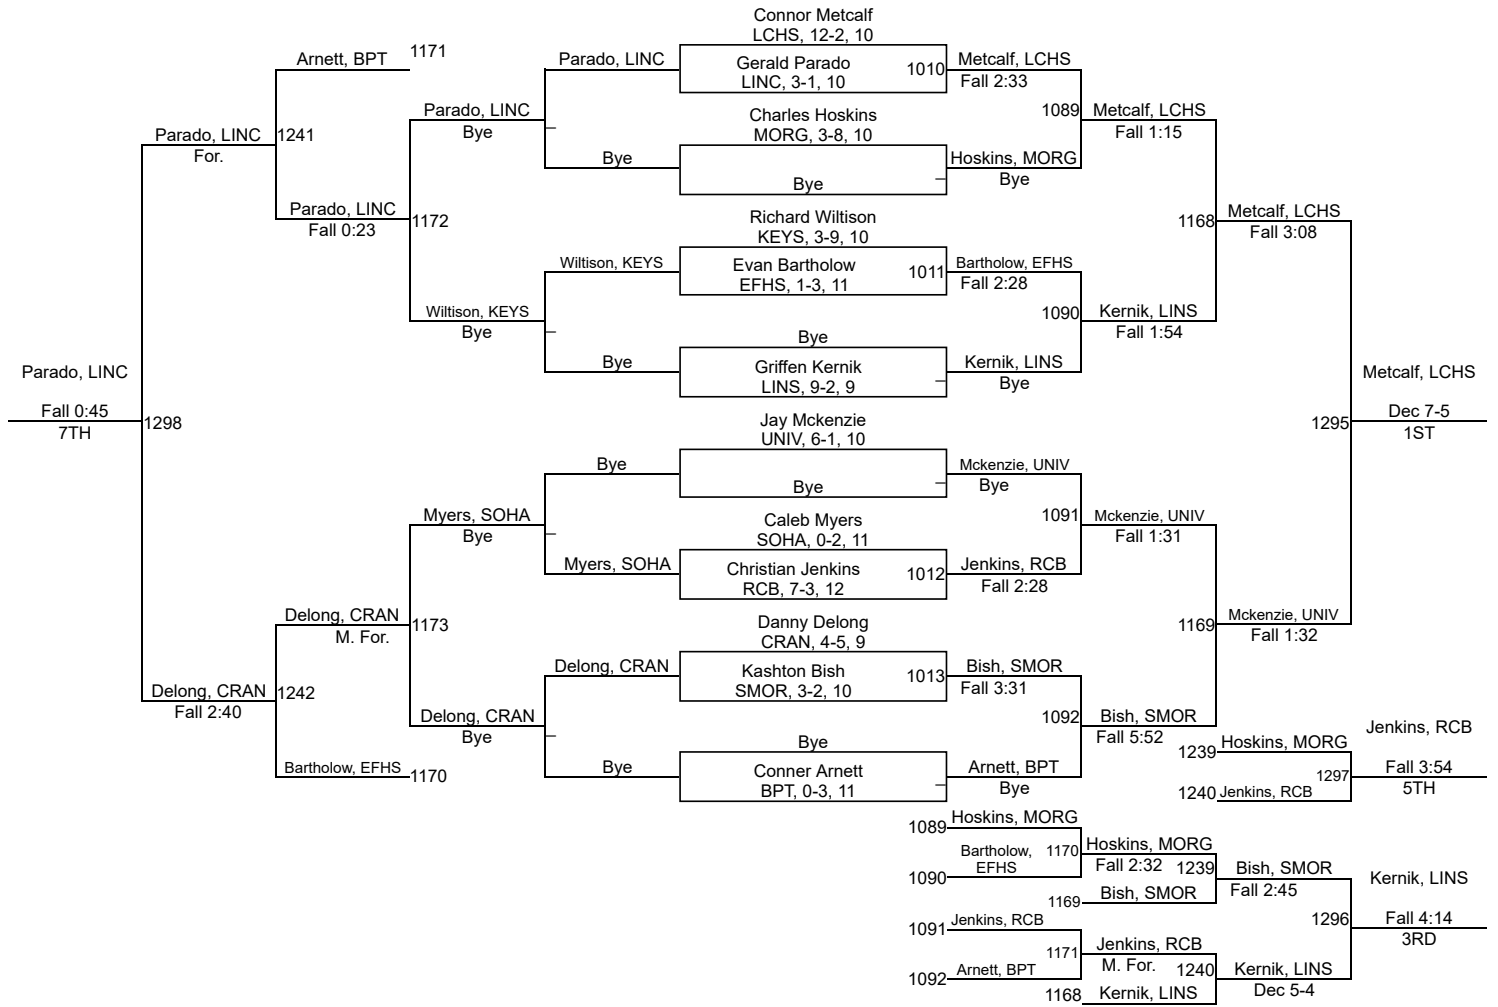 Connor Metcalf
LCHS, 12-2, 10
Arnett, BPT 1171
Parado, LINC
Gerald Parado 1010
LINC, 3-1, 10
Metcalf, LCHS
Fall 2:33
Parado, LINC
Bye
Charles Hoskins
MORG, 3-8, 10
1089
Metcalf, LCHS
Fall 1:15
Parado, LINC 1241
For.
Bye
Bye
Hoskins, MORG
Bye
Parado, LINC
Fall 0:23
1172
Richard Wiltison
KEYS, 3-9, 10
1168
Metcalf, LCHS
Fall 3:08
Wiltison, KEYS
Evan Bartholow 1011
EFHS, 1-3, 11
Bartholow, EFHS
Fall 2:28
Wiltison, KEYS
Bye
1090
Kernik, LINS
Fall 1:54
Bye
Bye
Griffen Kernik
LINS, 9-2, 9
Kernik, LINS
Bye
Parado, LINC
Fall 0:45
7TH
1298
Metcalf, LCHS
1295
Dec 7-5
1ST
Jay Mckenzie
UNIV, 6-1, 10
Bye
Bye
Mckenzie, UNIV
Bye
Myers, SOHA
Bye
Caleb Myers
SOHA, 0-2, 11
1091
Mckenzie, UNIV
Fall 1:31
Myers, SOHA
Christian Jenkins 1012
RCB, 7-3, 12
Jenkins, RCB
Fall 2:28
Delong, CRAN
M. For.
1173
Danny Delong
CRAN, 4-5, 9
1169
Mckenzie, UNIV
Fall 1:32
Delong, CRAN
Kashton Bish 1013
SMOR, 3-2, 10
Bish, SMOR
Fall 3:31
Delong, CRAN 1242
Fall 2:40
Delong, CRAN
Bye
1092
Bish, SMOR
Fall 5:52
Bye
Bartholow, EFHS 1170
Bye
Conner Arnett
BPT, 0-3, 11
Arnett, BPT
Bye
1239 Hoskins, MORG
1240 Jenkins, RCB
1297
Jenkins, RCB
Fall 3:54
5TH
1089 Hoskins, MORG
Bartholow,
EFHS
1090
1170
Hoskins, MORG
Fall 2:32
1239
1169 Bish, SMOR
Bish, SMOR
Fall 2:45
Kernik, LINS
1296
Fall 4:14
3RD
1091 Jenkins, RCB
1092 Arnett, BPT
1171
Jenkins, RCB
M. For.
1240
1168 Kernik, LINS
Kernik, LINS
Dec 5-4